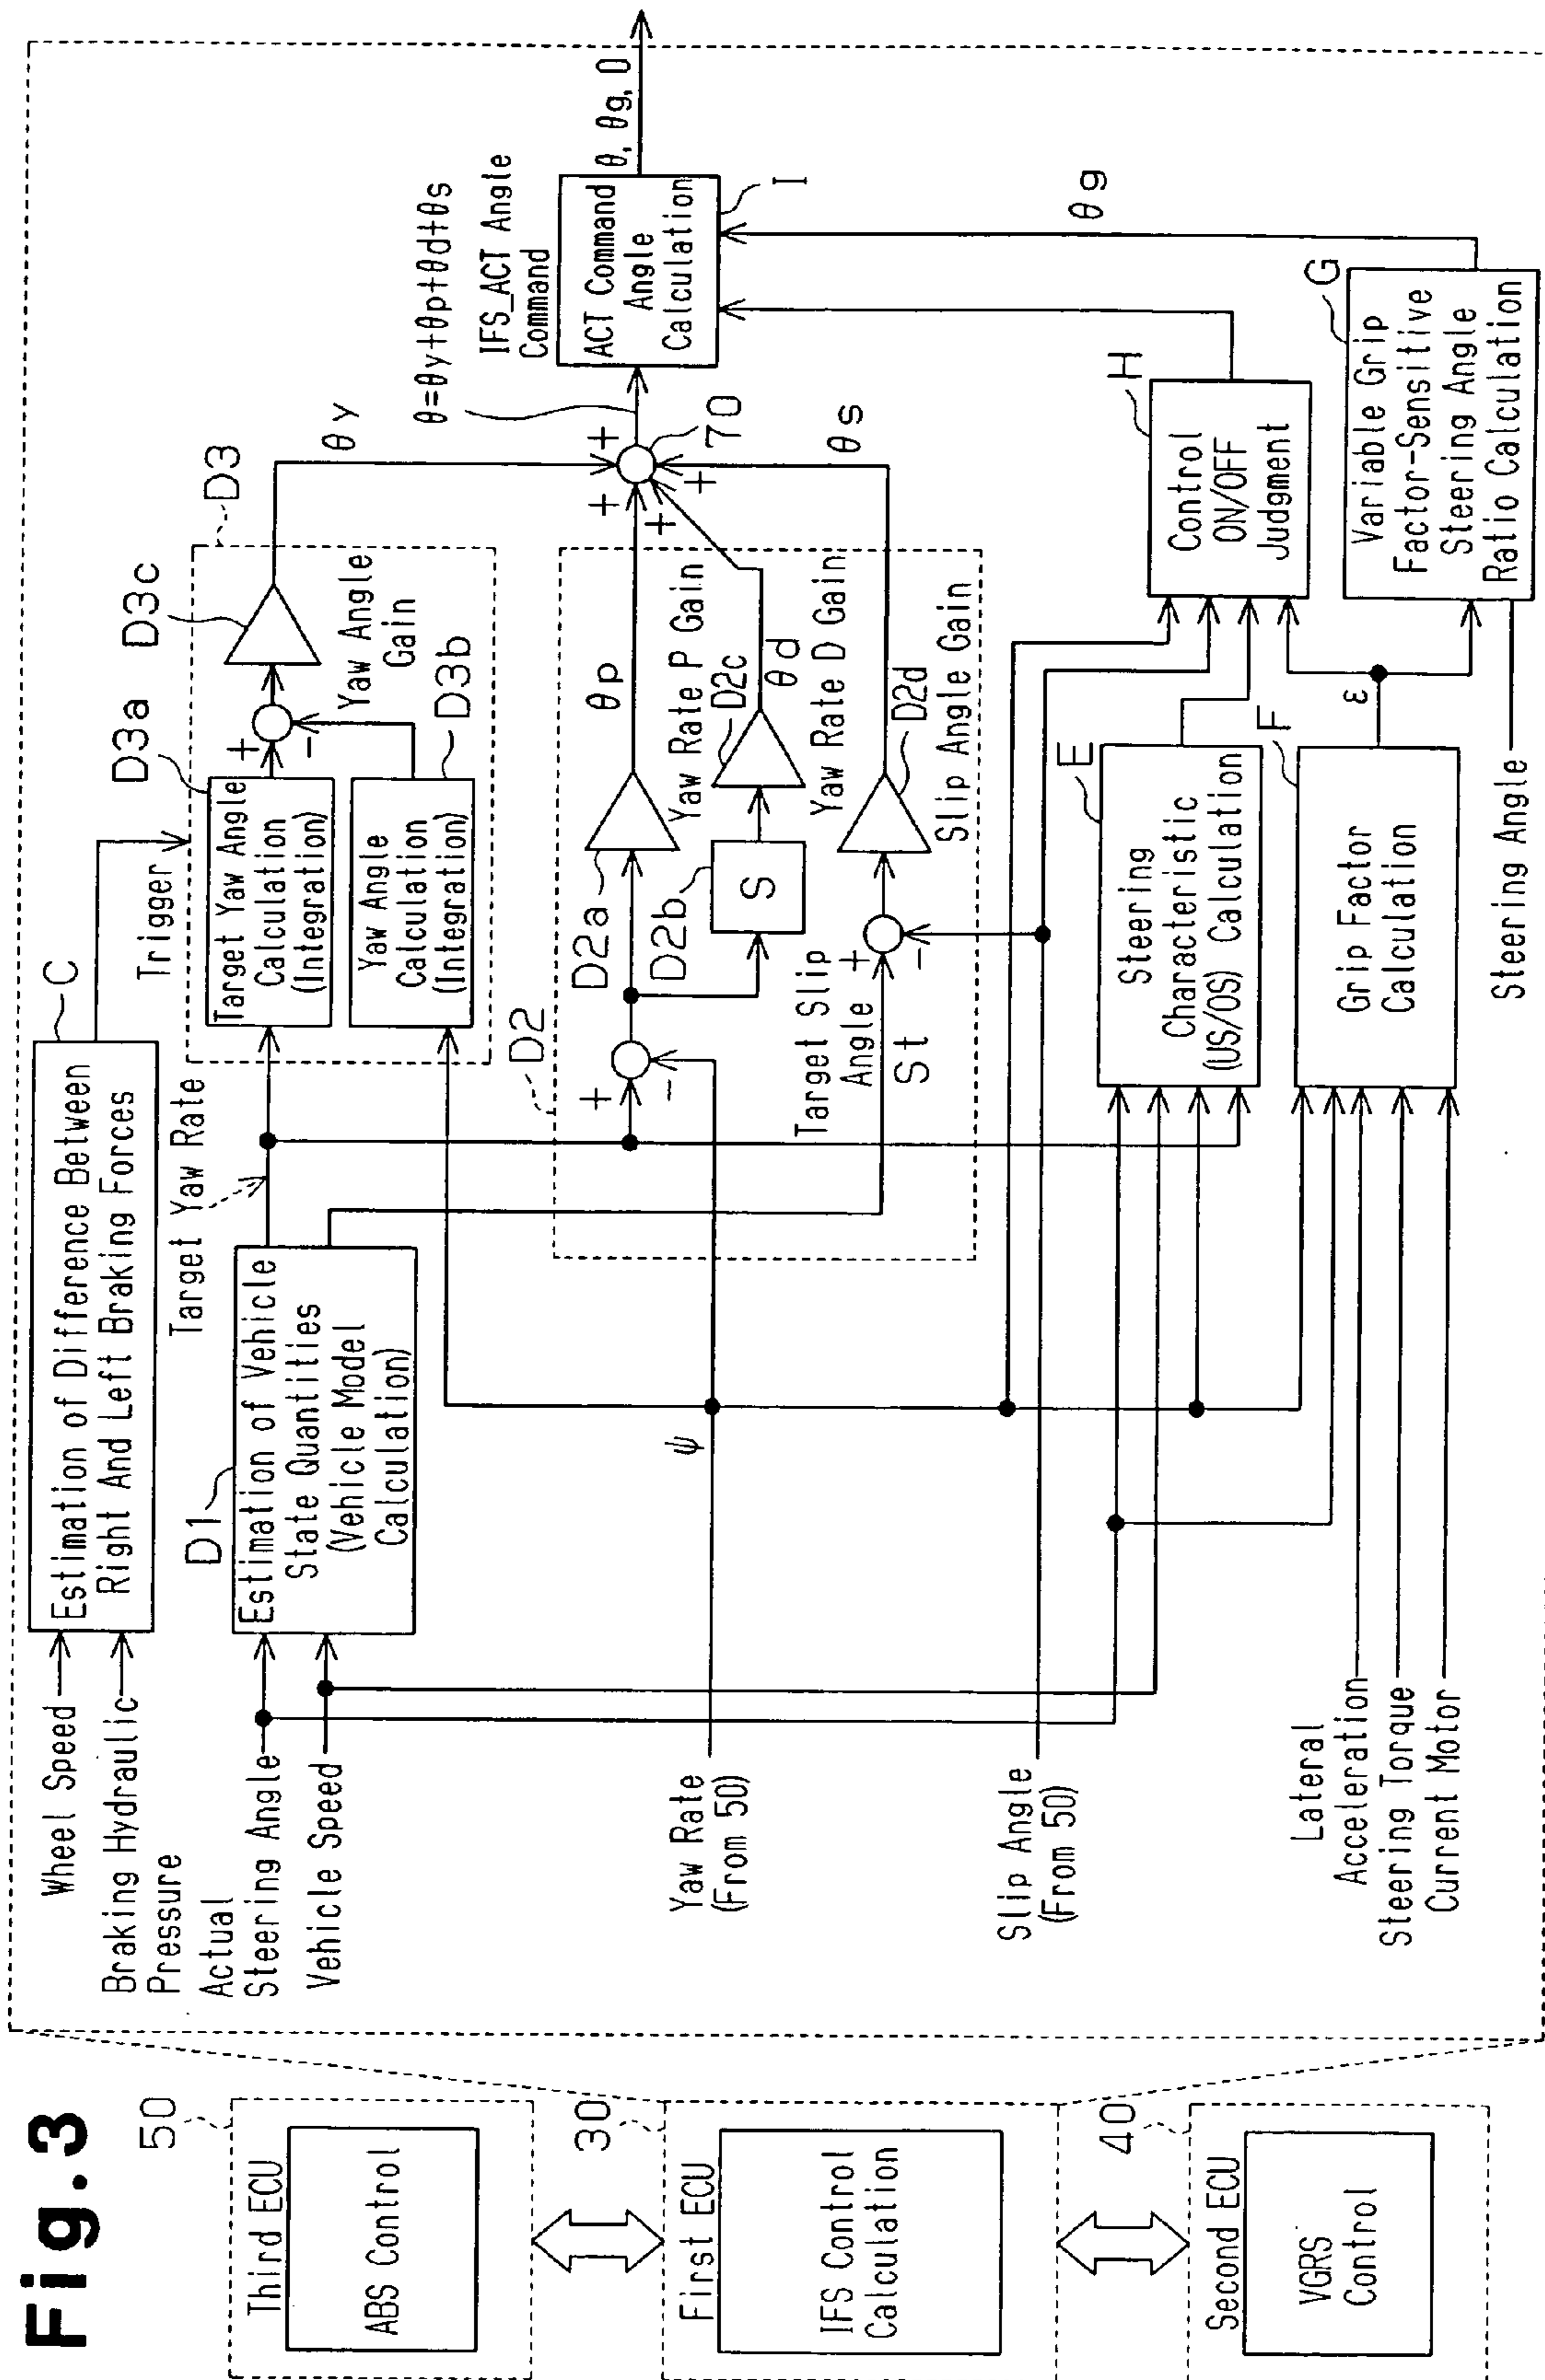 Fig.3
50
Third ECU
ABS Control
30
First ECU
IFS Control
Calculation
40
Second ECU
VGRS
Control
Wheel Speed
Braking Hydraulic
Pressure
Actual
Steering Angle
Vehicle Speed
Yaw Rate
(From 50)
Slip Angle
(From 50)
Lateral
Acceleration
Steering Torque
Current Motor
C
Estimation of Difference Between
Right And Left Braking Forces
D1
Estimation of Vehicle
State Quantities
(Vehicle Model
Calculation)
Target Yaw Rate
Trigger
ψ
D3
D3a
Target Yaw Angle
Calculation
(Integration)
Yaw Angle
Calculation
(Integration)
D3b
+
-
D3c
Yaw Angle
Gain
θy
D2
+
-
D2a
Yaw Rate P Gain
θp
D2b
S
D2c
θd
Yaw Rate D Gain
Target Slip
Angle
St
+
-
D2d
Slip Angle Gain
θs
E
Steering
Characteristic
(US/OS) Calculation
F
Grip Factor
Calculation
ε
Steering Angle
H
Control
ON/OFF
Judgment
G
Variable Grip
Factor-Sensitive
Steering Angle
Ratio Calculation
θg
+
+
+
+
70
θ=θy+θp+θd+θs
IFS_ACT Angle
Command
ACT Command
Angle
Calculation
I
θ, θg, 0